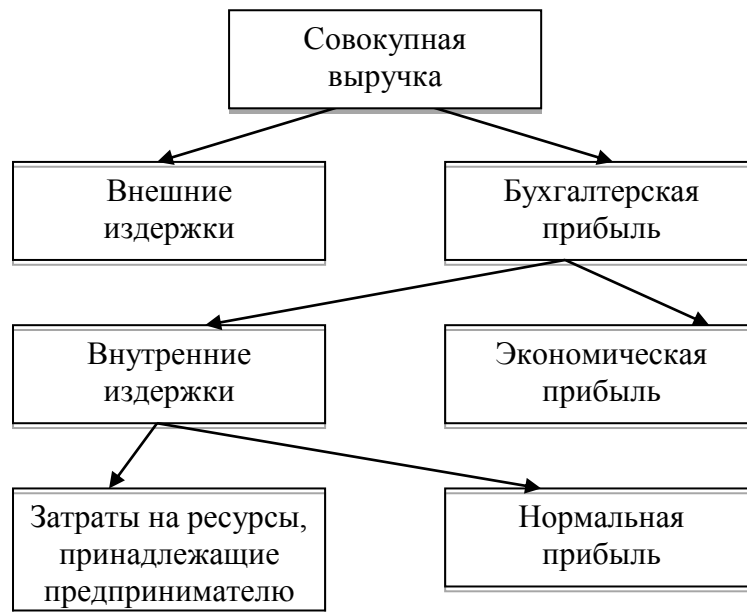 Совокупная
выручка
Внешние
издержки
Бухгалтерская
прибыль
Внутренние
издержки
Экономическая
прибыль
Затраты на ресурсы,
принадлежащие
предпринимателю
Нормальная
прибыль